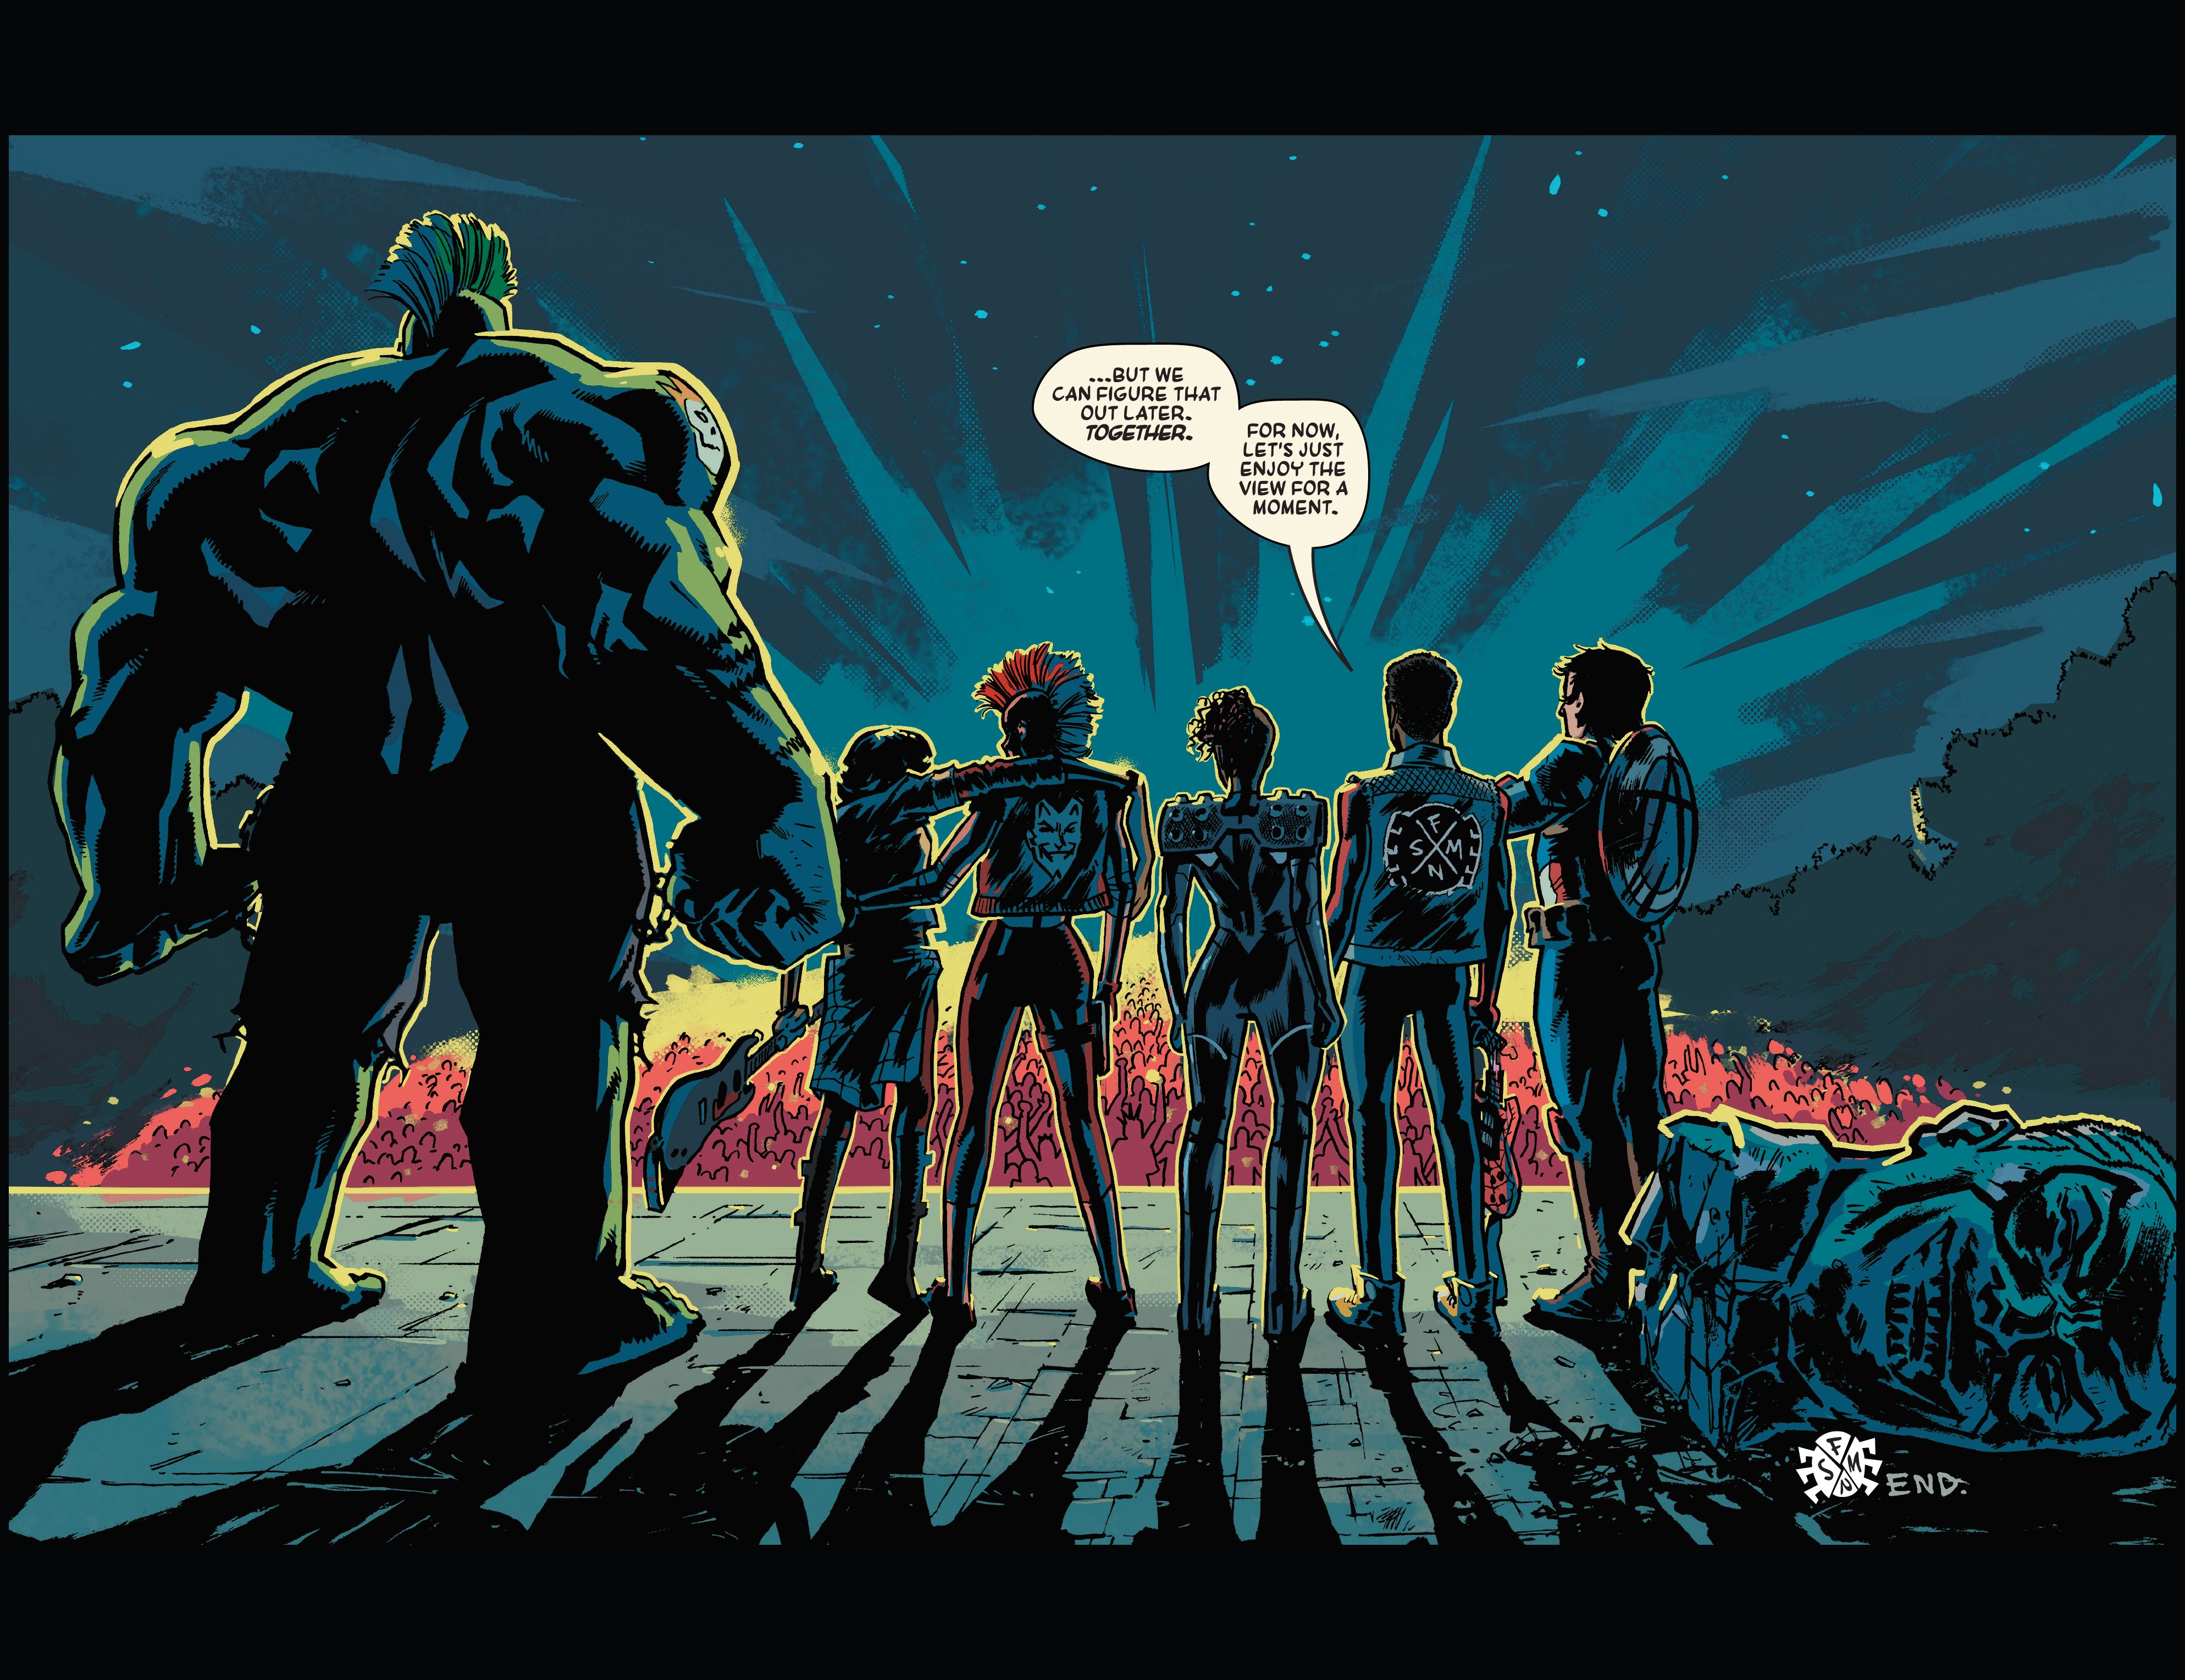 ...BUT WE
CAN FIGURE THAT
OUT LATER.
TOGETHER.
FOR NOW,
LET'S JUST
ENJOY THE
VIEW FOR A
MOMENT.
F
S M
N
F
S M
N
END.